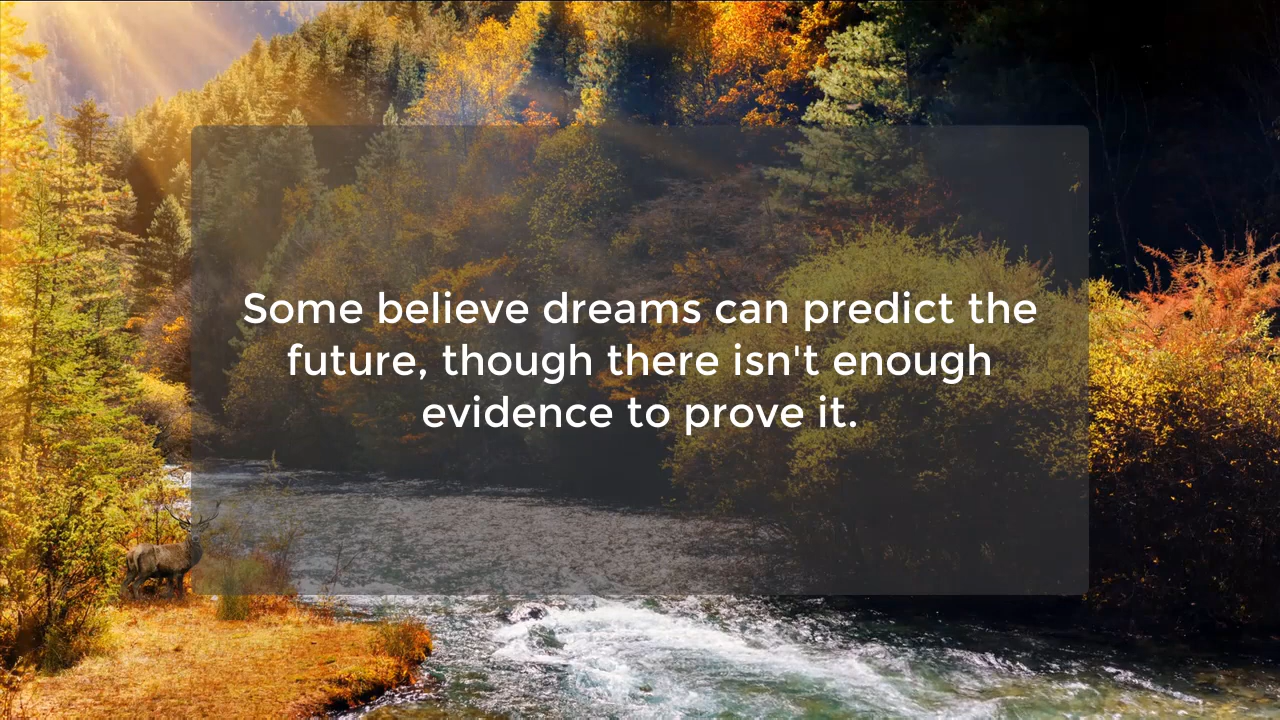 Some believe dreams can predict the
future, though there isn't enough
evidence to prove it.